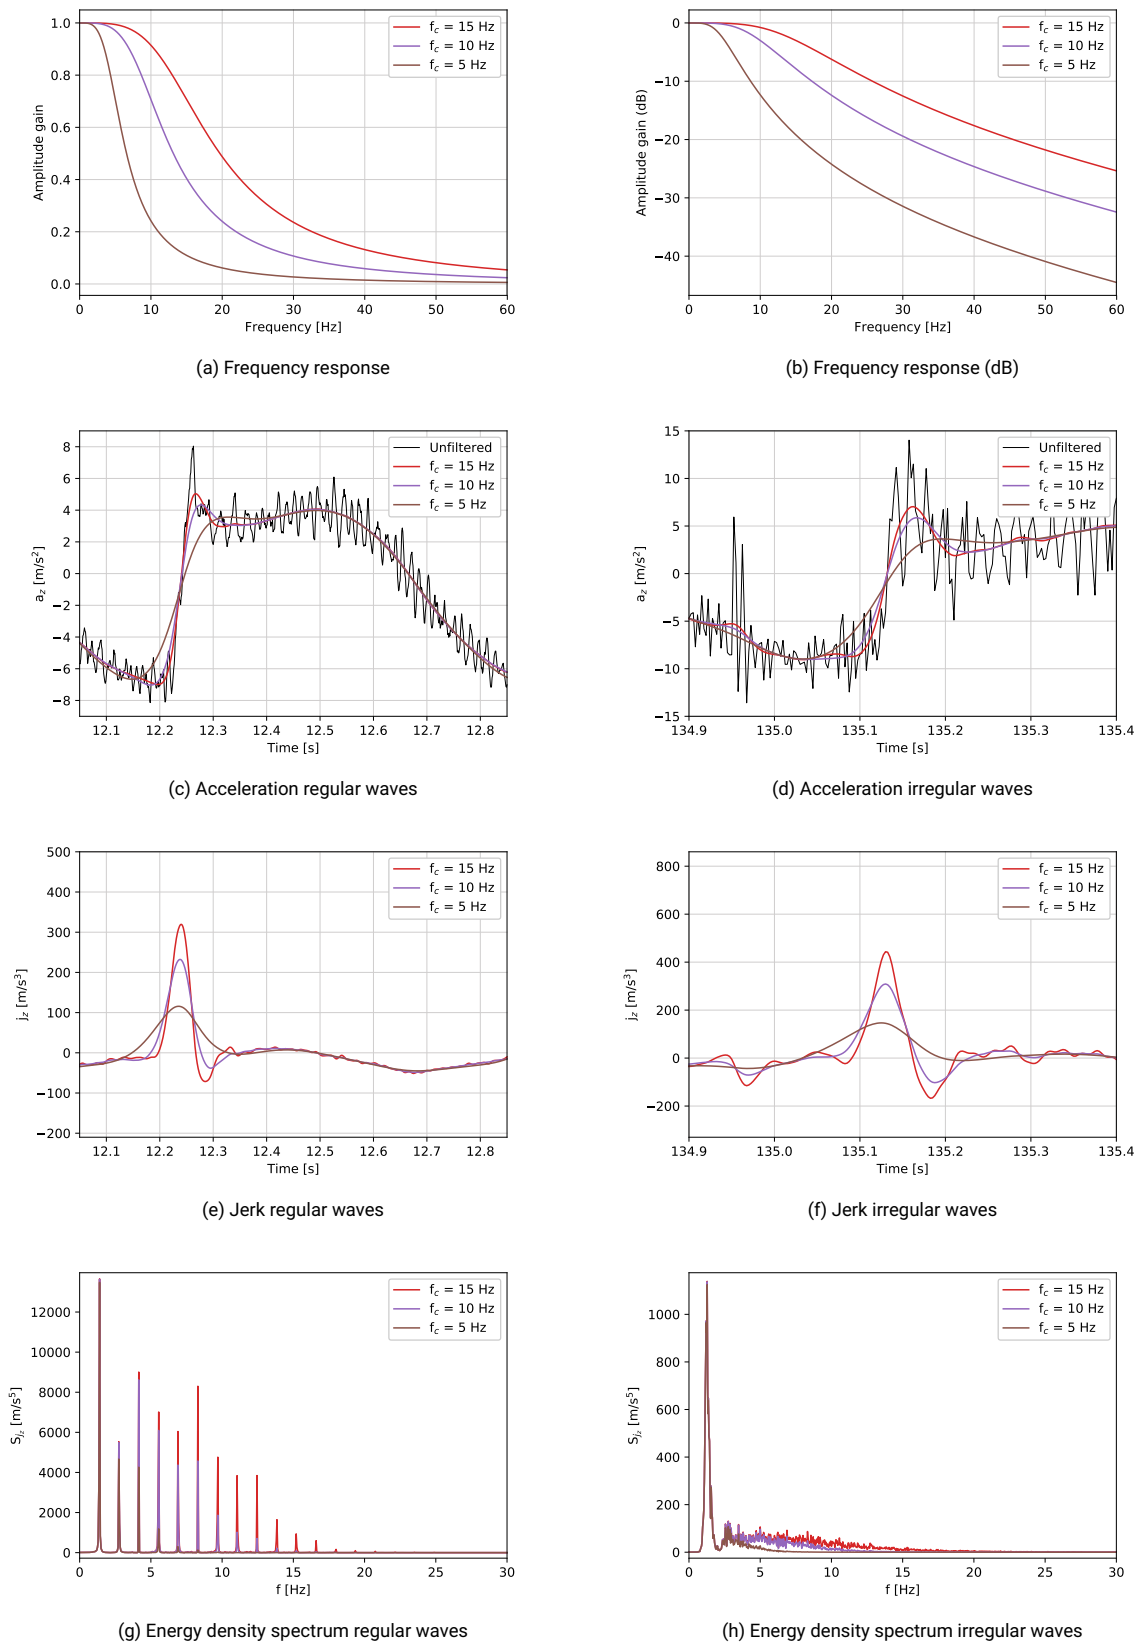 1.0
0.8
0.6
0.4
0.2
0.0
Amplitude gain
f_c = 15 Hz
f_c = 10 Hz
f_c = 5 Hz
0 10 20 30 40 50 60
Frequency [Hz]
(a) Frequency response
0
−10
−20
−30
−40
Amplitude gain (dB)
f_c = 15 Hz
f_c = 10 Hz
f_c = 5 Hz
0 10 20 30 40 50 60
Frequency [Hz]
(b) Frequency response (dB)
8
6
4
2
0
−2
−4
−6
−8
a_z [m/s²]
Unfiltered
f_c = 15 Hz
f_c = 10 Hz
f_c = 5 Hz
12.1 12.2 12.3 12.4 12.5 12.6 12.7 12.8
Time [s]
(c) Acceleration regular waves
15
10
5
0
−5
−10
−15
a_z [m/s²]
Unfiltered
f_c = 15 Hz
f_c = 10 Hz
f_c = 5 Hz
134.9 135.0 135.1 135.2 135.3 135.4
Time [s]
(d) Acceleration irregular waves
500
400
300
200
100
0
−100
−200
j_z [m/s³]
f_c = 15 Hz
f_c = 10 Hz
f_c = 5 Hz
12.1 12.2 12.3 12.4 12.5 12.6 12.7 12.8
Time [s]
(e) Jerk regular waves
800
600
400
200
0
−200
j_z [m/s³]
f_c = 15 Hz
f_c = 10 Hz
f_c = 5 Hz
134.9 135.0 135.1 135.2 135.3 135.4
Time [s]
(f) Jerk irregular waves
12000
10000
8000
6000
4000
2000
0
S_{j_z} [m/s⁵]
f_c = 15 Hz
f_c = 10 Hz
f_c = 5 Hz
0 5 10 15 20 25 30
f [Hz]
(g) Energy density spectrum regular waves
1000
800
600
400
200
0
S_{j_z} [m/s⁵]
f_c = 15 Hz
f_c = 10 Hz
f_c = 5 Hz
0 5 10 15 20 25 30
f [Hz]
(h) Energy density spectrum irregular waves